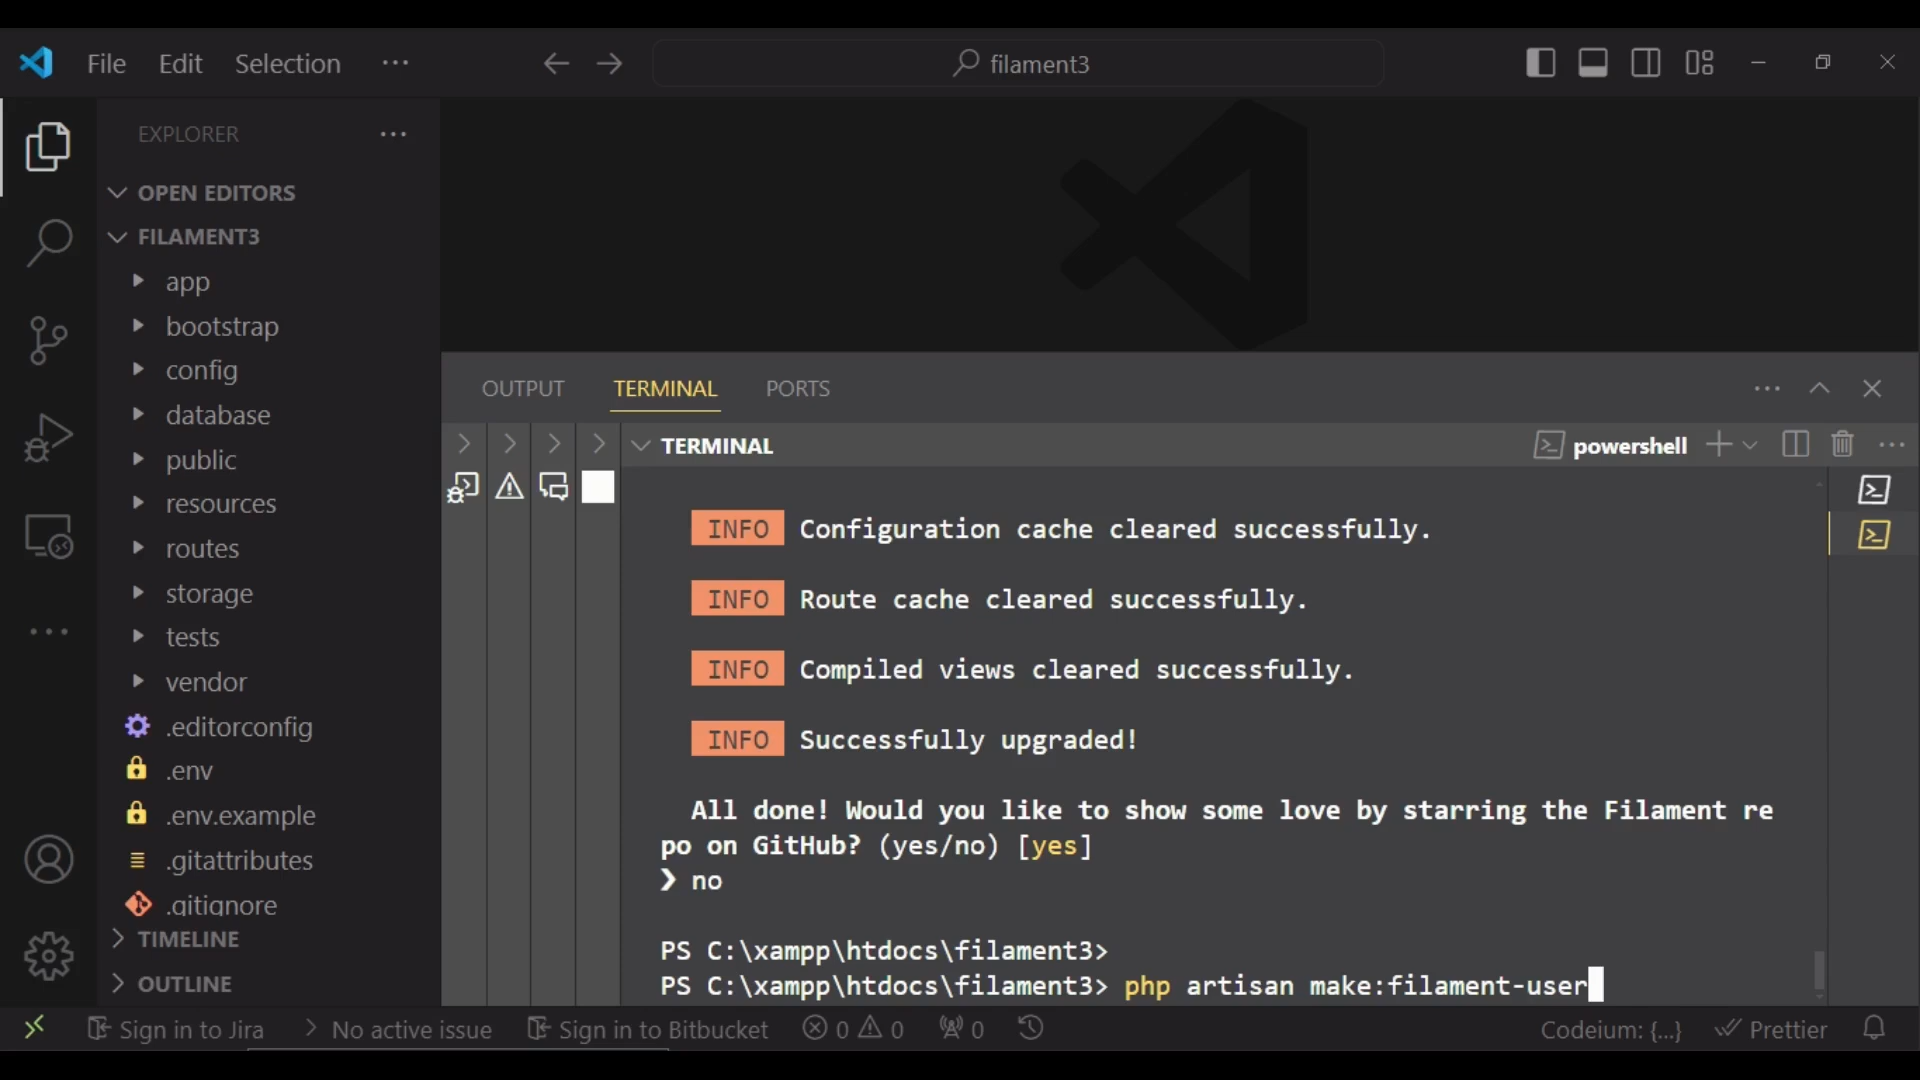 File Edit Selection ···
filament3
EXPLORER
OPEN EDITORS
FILAMENT3
app
bootstrap
config
database
public
resources
routes
storage
tests
vendor
.editorconfig
.env
.env.example
.gitattributes
.gitignore
TIMELINE
OUTLINE
OUTPUT TERMINAL PORTS
TERMINAL
powershell
INFO Configuration cache cleared successfully.
INFO Route cache cleared successfully.
INFO Compiled views cleared successfully.
INFO Successfully upgraded!
All done! Would you like to show some love by starring the Filament re
po on GitHub? (yes/no) [yes]
❯ no
PS C:\xampp\htdocs\filament3>
PS C:\xampp\htdocs\filament3> php artisan make:filament-user
Sign in to Jira > No active issue Sign in to Bitbucket 0 0 0 Codeium: {...} Prettier